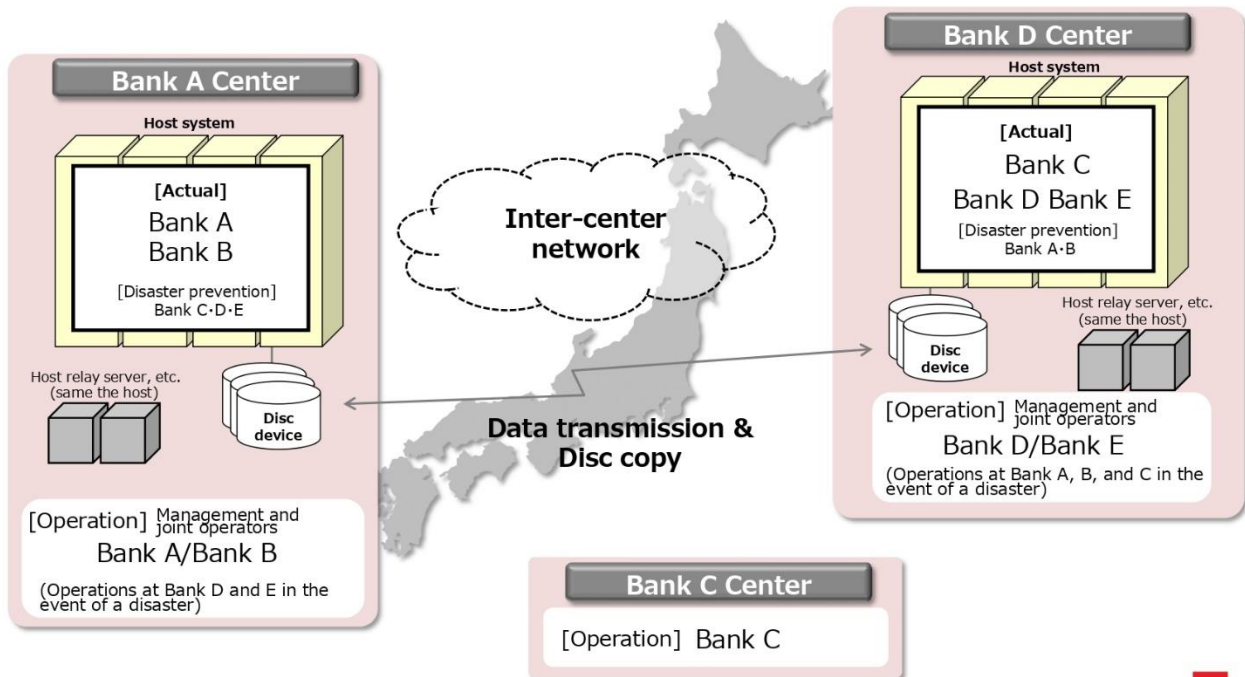 Bank A Center
Host system
[Actual]
Bank A
Bank B
[Disaster prevention]
Bank C・D・E
Host relay server, etc.
(same the host)
Disc
device
[Operation] Management and
joint operators
Bank A/Bank B
(Operations at Bank D and E in the
event of a disaster)
Inter-center
network
Data transmission &
Disc copy
Bank D Center
Host system
[Actual]
Bank C
Bank D Bank E
[Disaster prevention]
Bank A・B
Host relay server, etc.
(same the host)
Disc
device
[Operation] Management and
joint operators
Bank D/Bank E
(Operations at Bank A, B, and C in the
event of a disaster)
Bank C Center
[Operation] Bank C